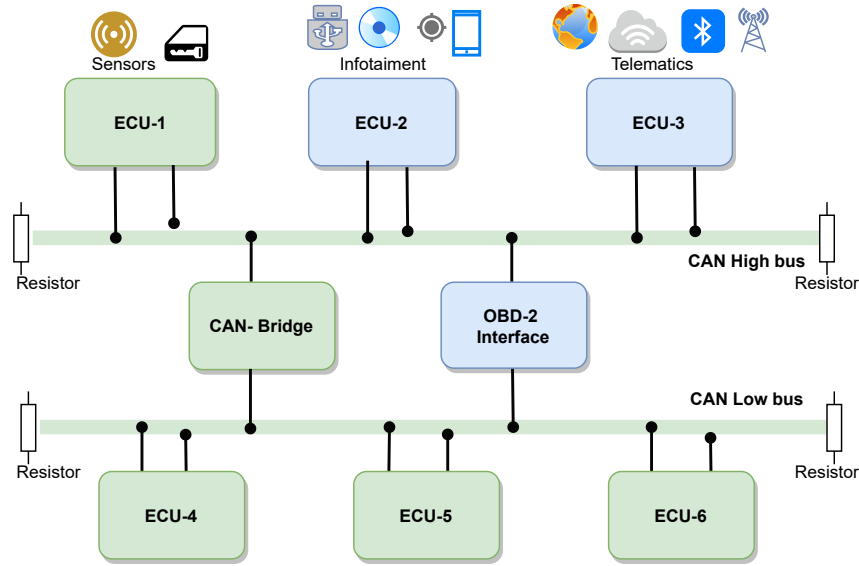 Sensors
Infotaiment
Telematics
ECU-1
ECU-2
ECU-3
CAN High bus
Resistor
Resistor
CAN- Bridge
OBD-2
Interface
CAN Low bus
Resistor
Resistor
ECU-4
ECU-5
ECU-6